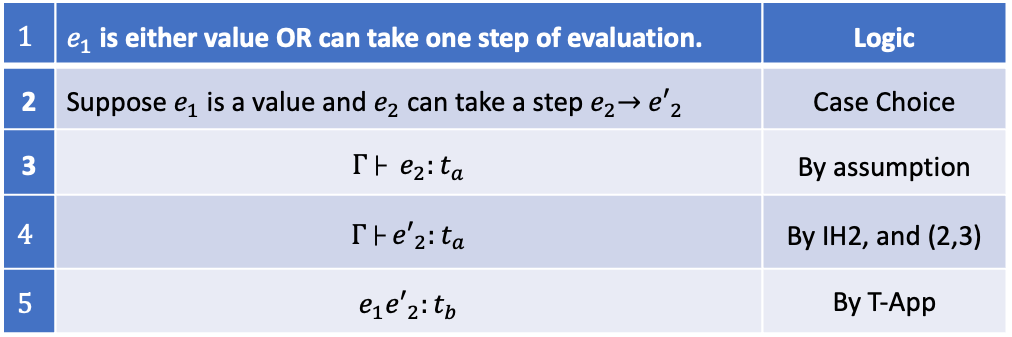 1 e₁ is either value OR can take one step of evaluation. Logic
2 Suppose e₁ is a value and e₂ can take a step e₂→ e′₂ Case Choice
3 Γ ⊢ e₂: tₐ By assumption
4 Γ ⊢ e′₂: tₐ By IH2, and (2,3)
5 e₁e′₂: t_b By T-App